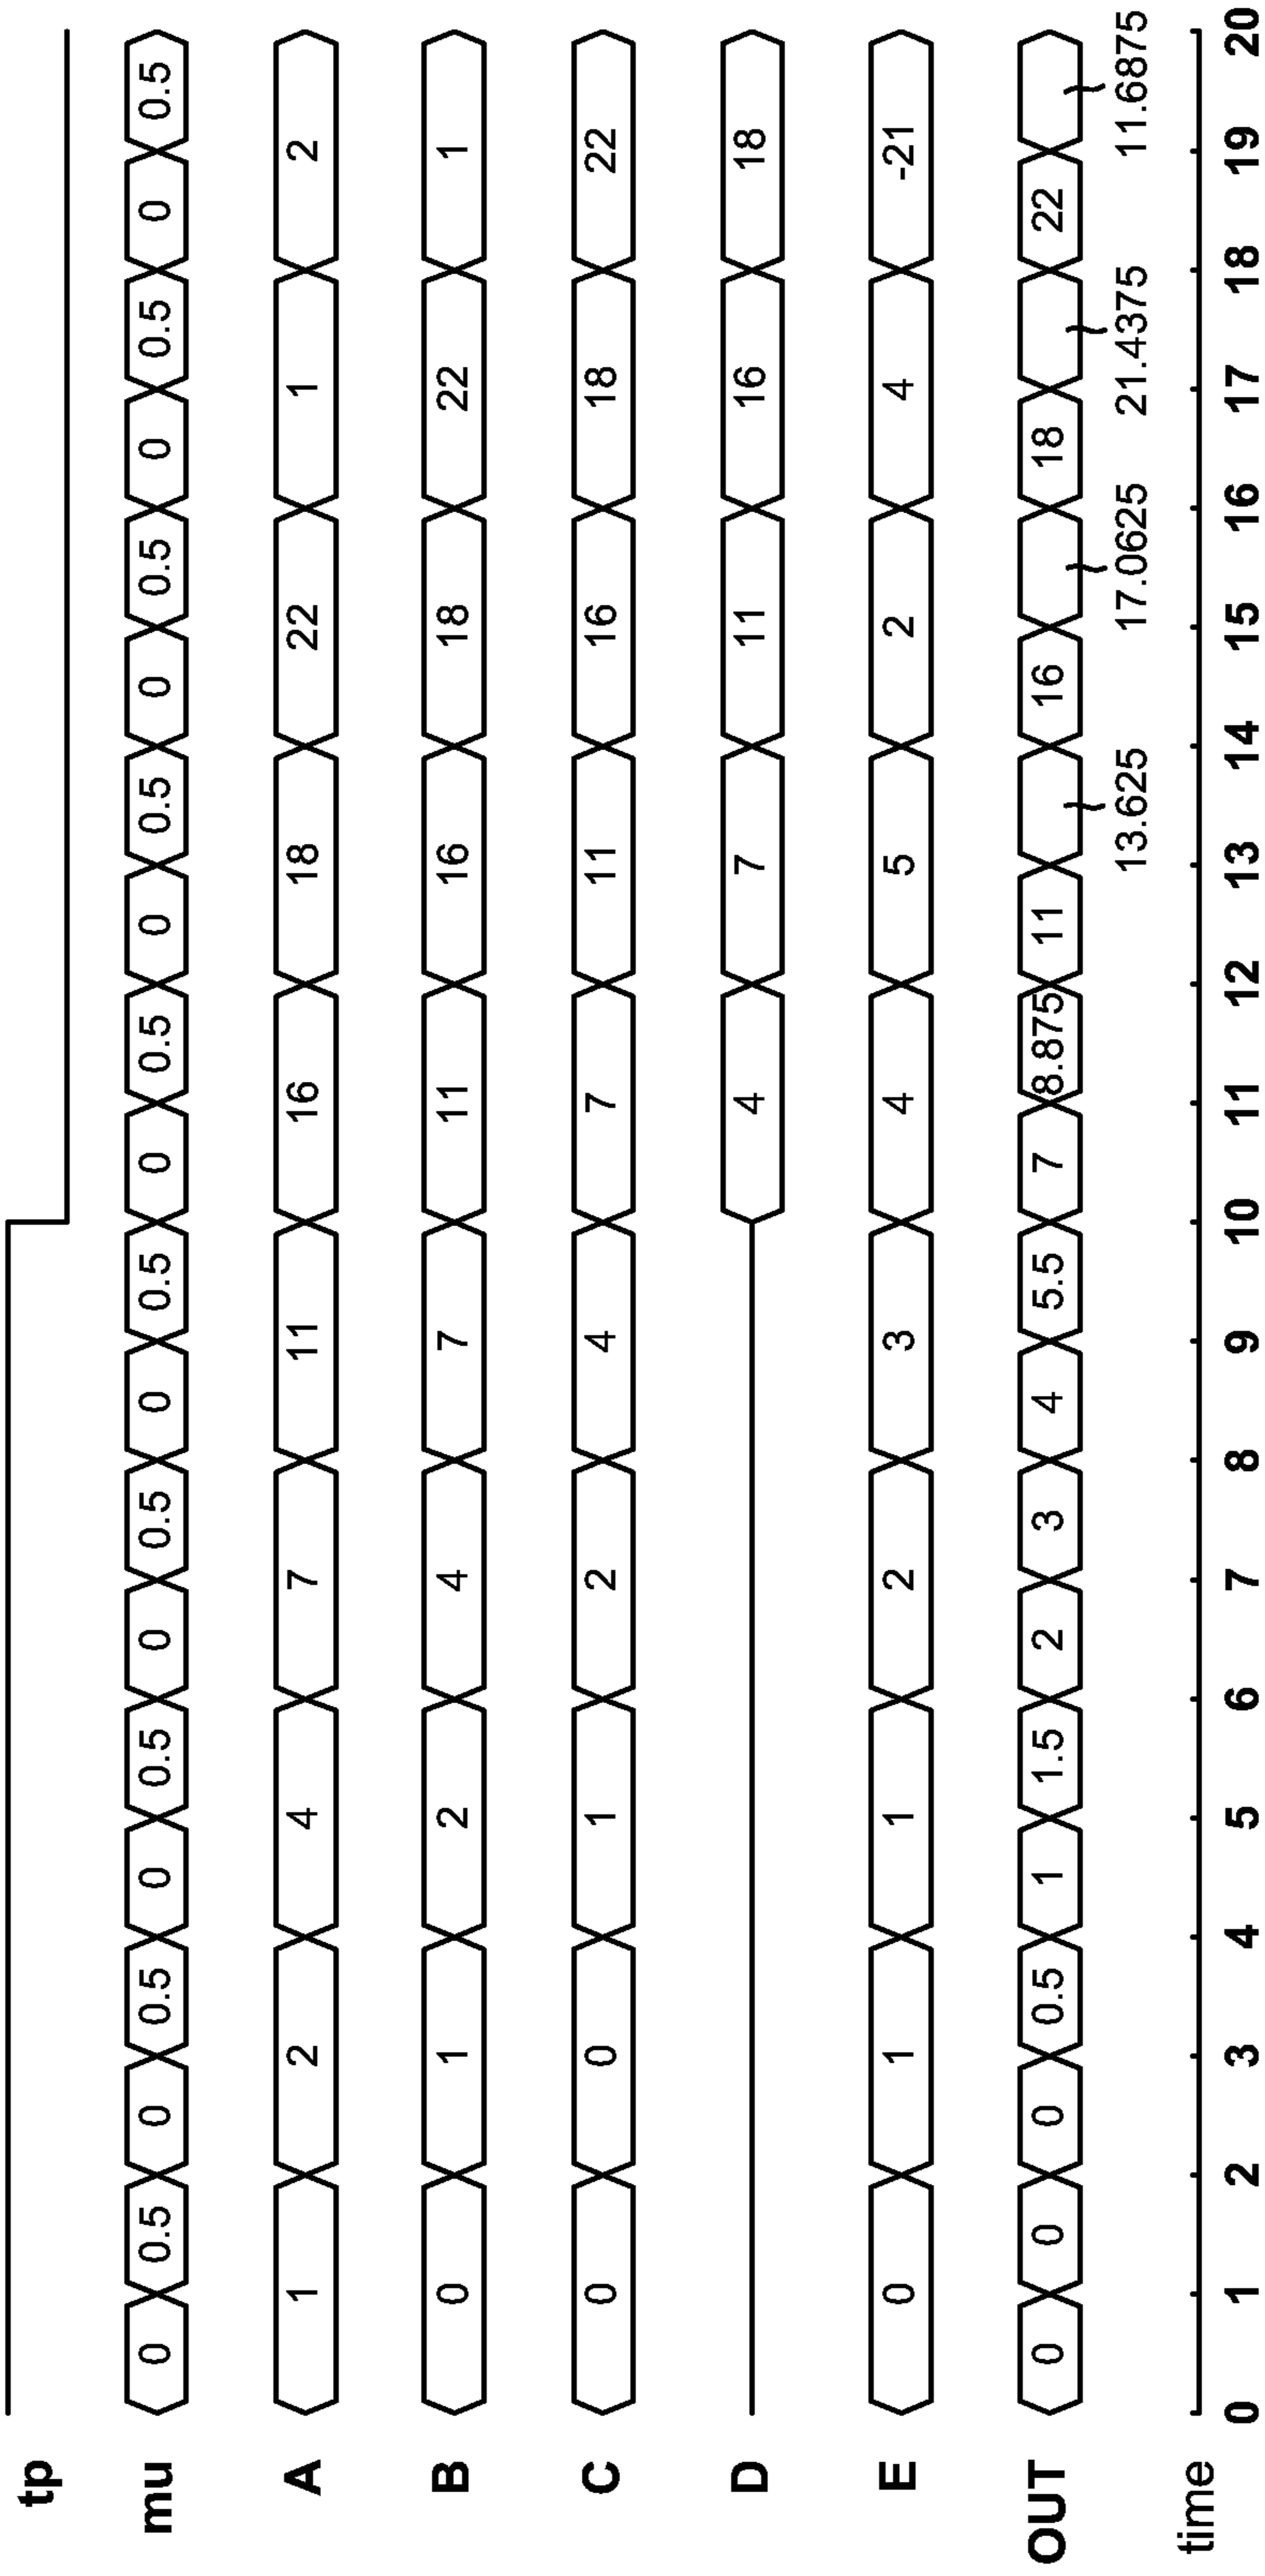 tp
mu 0 0.5 0 0.5 0 0.5 0 0.5 0 0.5 0 0.5 0 0.5 0 0.5 0 0.5 0 0.5
A 1 2 4 7 11 16 18 22 1 2
B 0 1 2 4 7 11 16 18 22 1
C 0 0 1 2 4 7 11 16 18 22
D 4 7 11 16 18
E 0 1 1 2 3 4 5 2 4 -21
OUT 0 0 0 0.5 1 1.5 2 3 4 5.5 7 8.875 11 16 18 22
13.625 17.0625 21.4375 11.6875
time
0 1 2 3 4 5 6 7 8 9 10 11 12 13 14 15 16 17 18 19 20